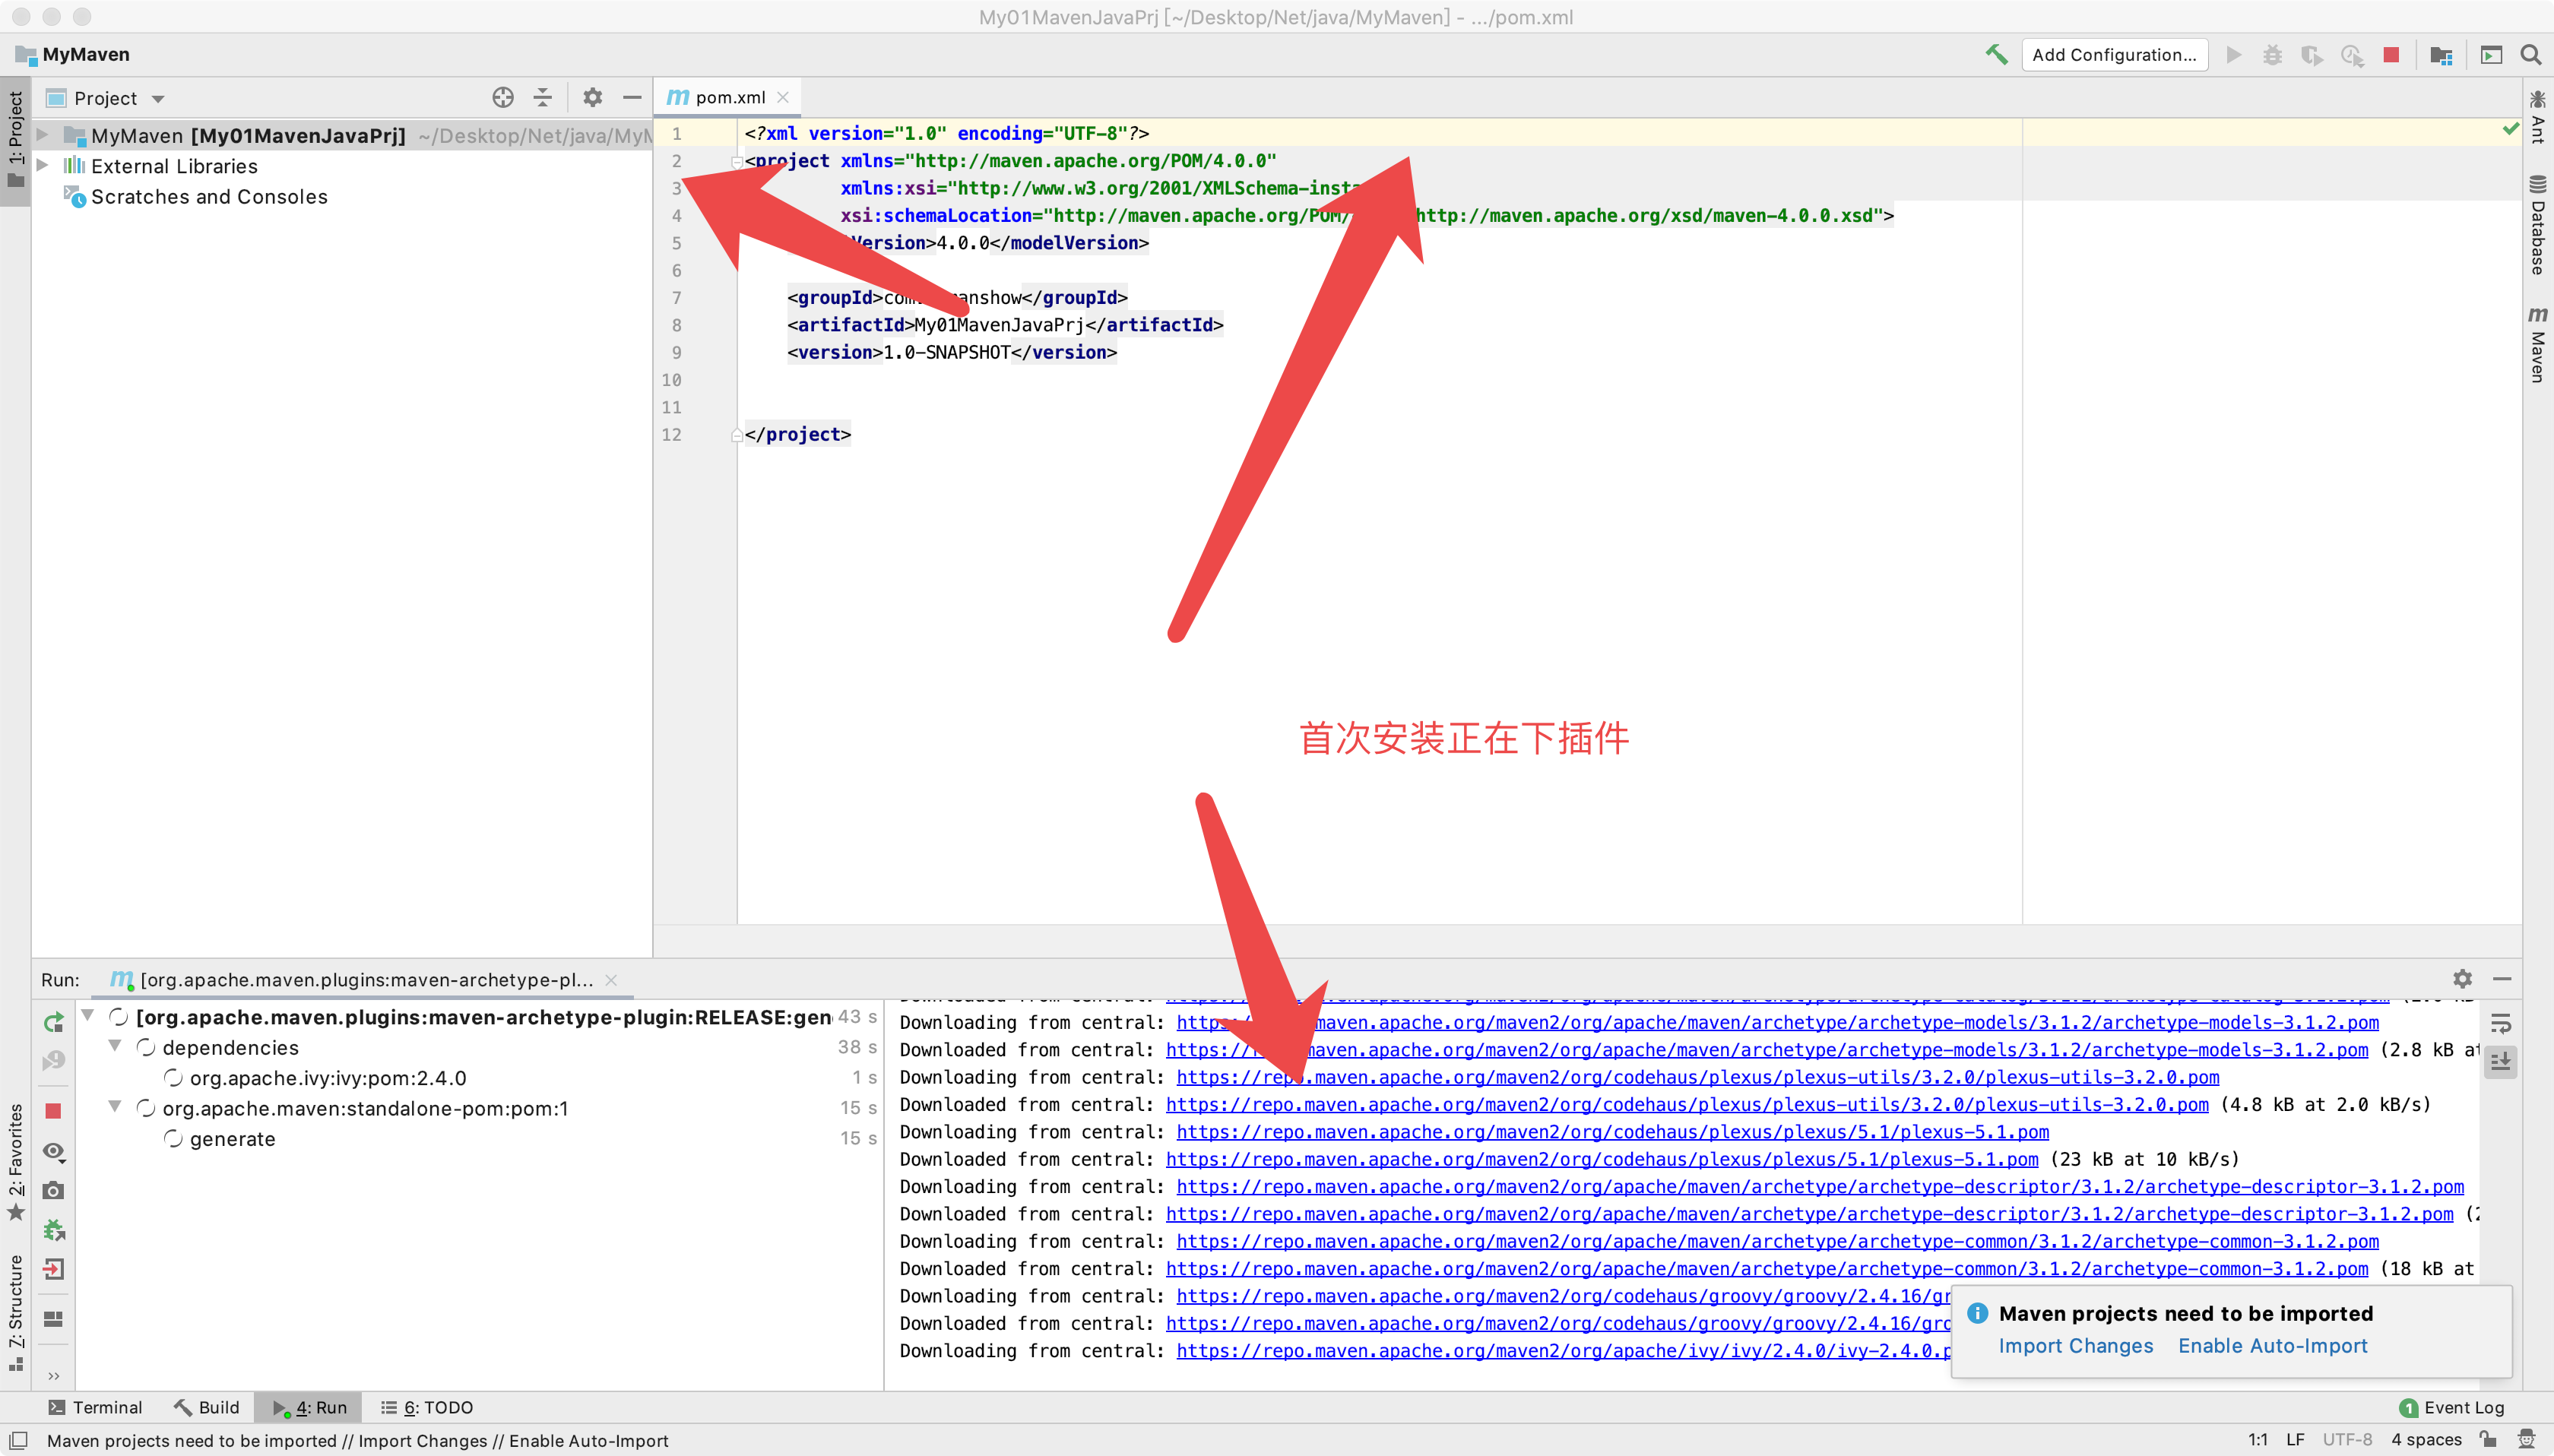 My01MavenJavaPrj [~/Desktop/Net/java/MyMaven] - .../pom.xml
MyMaven
Add Configuration...
1: Project
Project
pom.xml
MyMaven [My01MavenJavaPrj] ~/Desktop/Net/java/MyM
External Libraries
Scratches and Consoles
1 <?xml version="1.0" encoding="UTF-8"?>
2 <project xmlns="http://maven.apache.org/POM/4.0.0"
3 xmlns:xsi="http://www.w3.org/2001/XMLSchema-insta
4 xsi:schemaLocation="http://maven.apache.org/POM/ http://maven.apache.org/xsd/maven-4.0.0.xsd">
5 Version>4.0.0</modelVersion>
6
7 <groupId>com anshow</groupId>
8 <artifactId>My01MavenJavaPrj</artifactId>
9 <version>1.0-SNAPSHOT</version>
10
11
12 </project>
Ant
Database
Maven
首次安装正在下插件
Run: [org.apache.maven.plugins:maven-archetype-pl...
[org.apache.maven.plugins:maven-archetype-plugin:RELEASE:gen 43 s
dependencies 38 s
org.apache.ivy:ivy:pom:2.4.0 1 s
org.apache.maven:standalone-pom:pom:1 15 s
generate 15 s
Downloading from central: https:// maven.apache.org/maven2/org/apache/maven/archetype/archetype-models/3.1.2/archetype-models-3.1.2.pom
Downloaded from central: https://r maven.apache.org/maven2/org/apache/maven/archetype/archetype-models/3.1.2/archetype-models-3.1.2.pom (2.8 kB at
Downloading from central: https://repo.maven.apache.org/maven2/org/codehaus/plexus/plexus-utils/3.2.0/plexus-utils-3.2.0.pom
Downloaded from central: https://repo.maven.apache.org/maven2/org/codehaus/plexus/plexus-utils/3.2.0/plexus-utils-3.2.0.pom (4.8 kB at 2.0 kB/s)
Downloading from central: https://repo.maven.apache.org/maven2/org/codehaus/plexus/plexus/5.1/plexus-5.1.pom
Downloaded from central: https://repo.maven.apache.org/maven2/org/codehaus/plexus/plexus/5.1/plexus-5.1.pom (23 kB at 10 kB/s)
Downloading from central: https://repo.maven.apache.org/maven2/org/apache/maven/archetype/archetype-descriptor/3.1.2/archetype-descriptor-3.1.2.pom
Downloaded from central: https://repo.maven.apache.org/maven2/org/apache/maven/archetype/archetype-descriptor/3.1.2/archetype-descriptor-3.1.2.pom (2
Downloading from central: https://repo.maven.apache.org/maven2/org/apache/maven/archetype/archetype-common/3.1.2/archetype-common-3.1.2.pom
Downloaded from central: https://repo.maven.apache.org/maven2/org/apache/maven/archetype/archetype-common/3.1.2/archetype-common-3.1.2.pom (18 kB at
Downloading from central: https://repo.maven.apache.org/maven2/org/codehaus/groovy/groovy/2.4.16/gr
Downloaded from central: https://repo.maven.apache.org/maven2/org/codehaus/groovy/groovy/2.4.16/gro
Downloading from central: https://repo.maven.apache.org/maven2/org/apache/ivy/ivy/2.4.0/ivy-2.4.0.p
Maven projects need to be imported
Import Changes Enable Auto-Import
2: Favorites
7: Structure
Terminal Build 4: Run 6: TODO
1 Event Log
Maven projects need to be imported // Import Changes // Enable Auto-Import
1:1 LF UTF-8 4 spaces